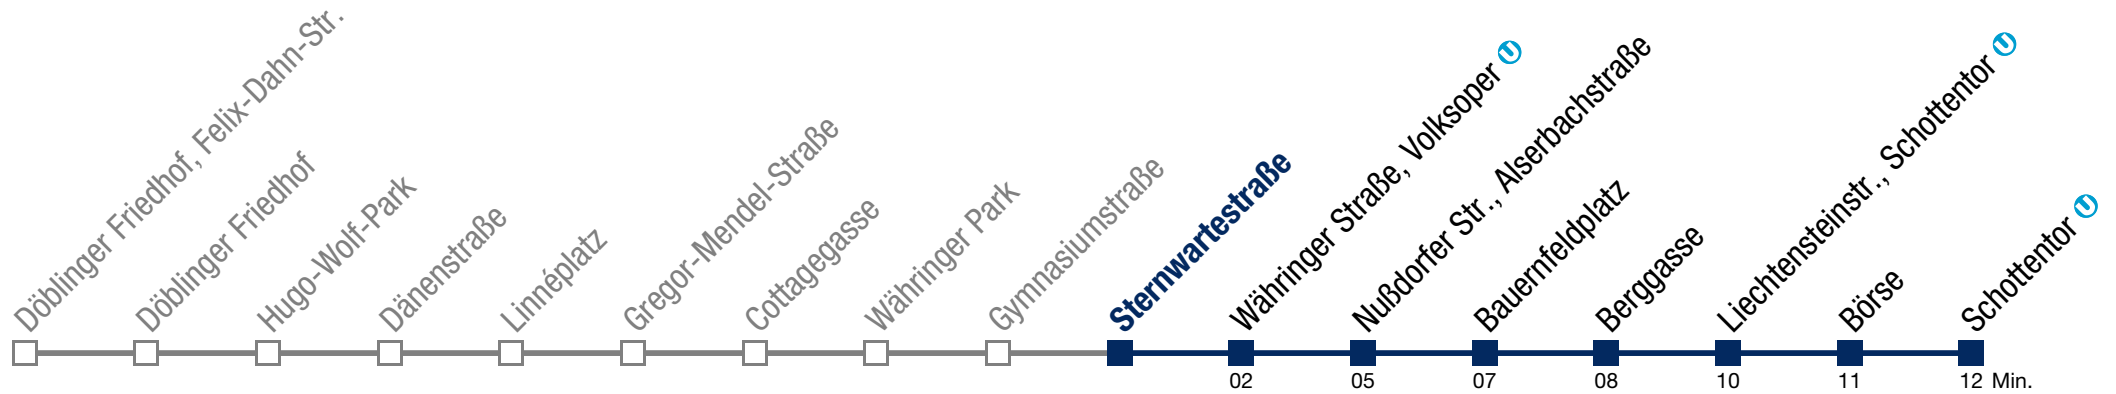 Döblinger Friedhof, Felix-Dahn-Str.
Döblinger Friedhof
Hugo-Wolf-Park
Dänenstraße
Linnéplatz
Gregor-Mendel-Straße
Cottagegasse
Währinger Park
Gymnasiumstraße
Sternwartestraße
Währinger Straße, Volksoper U
Nußdorfer Str., Alserbachstraße
Bauernfeldplatz
Berggasse
Liechtensteinstr., Schottentor U
Börse
Schottentor U
02 05 07 08 10 11 12 Min.